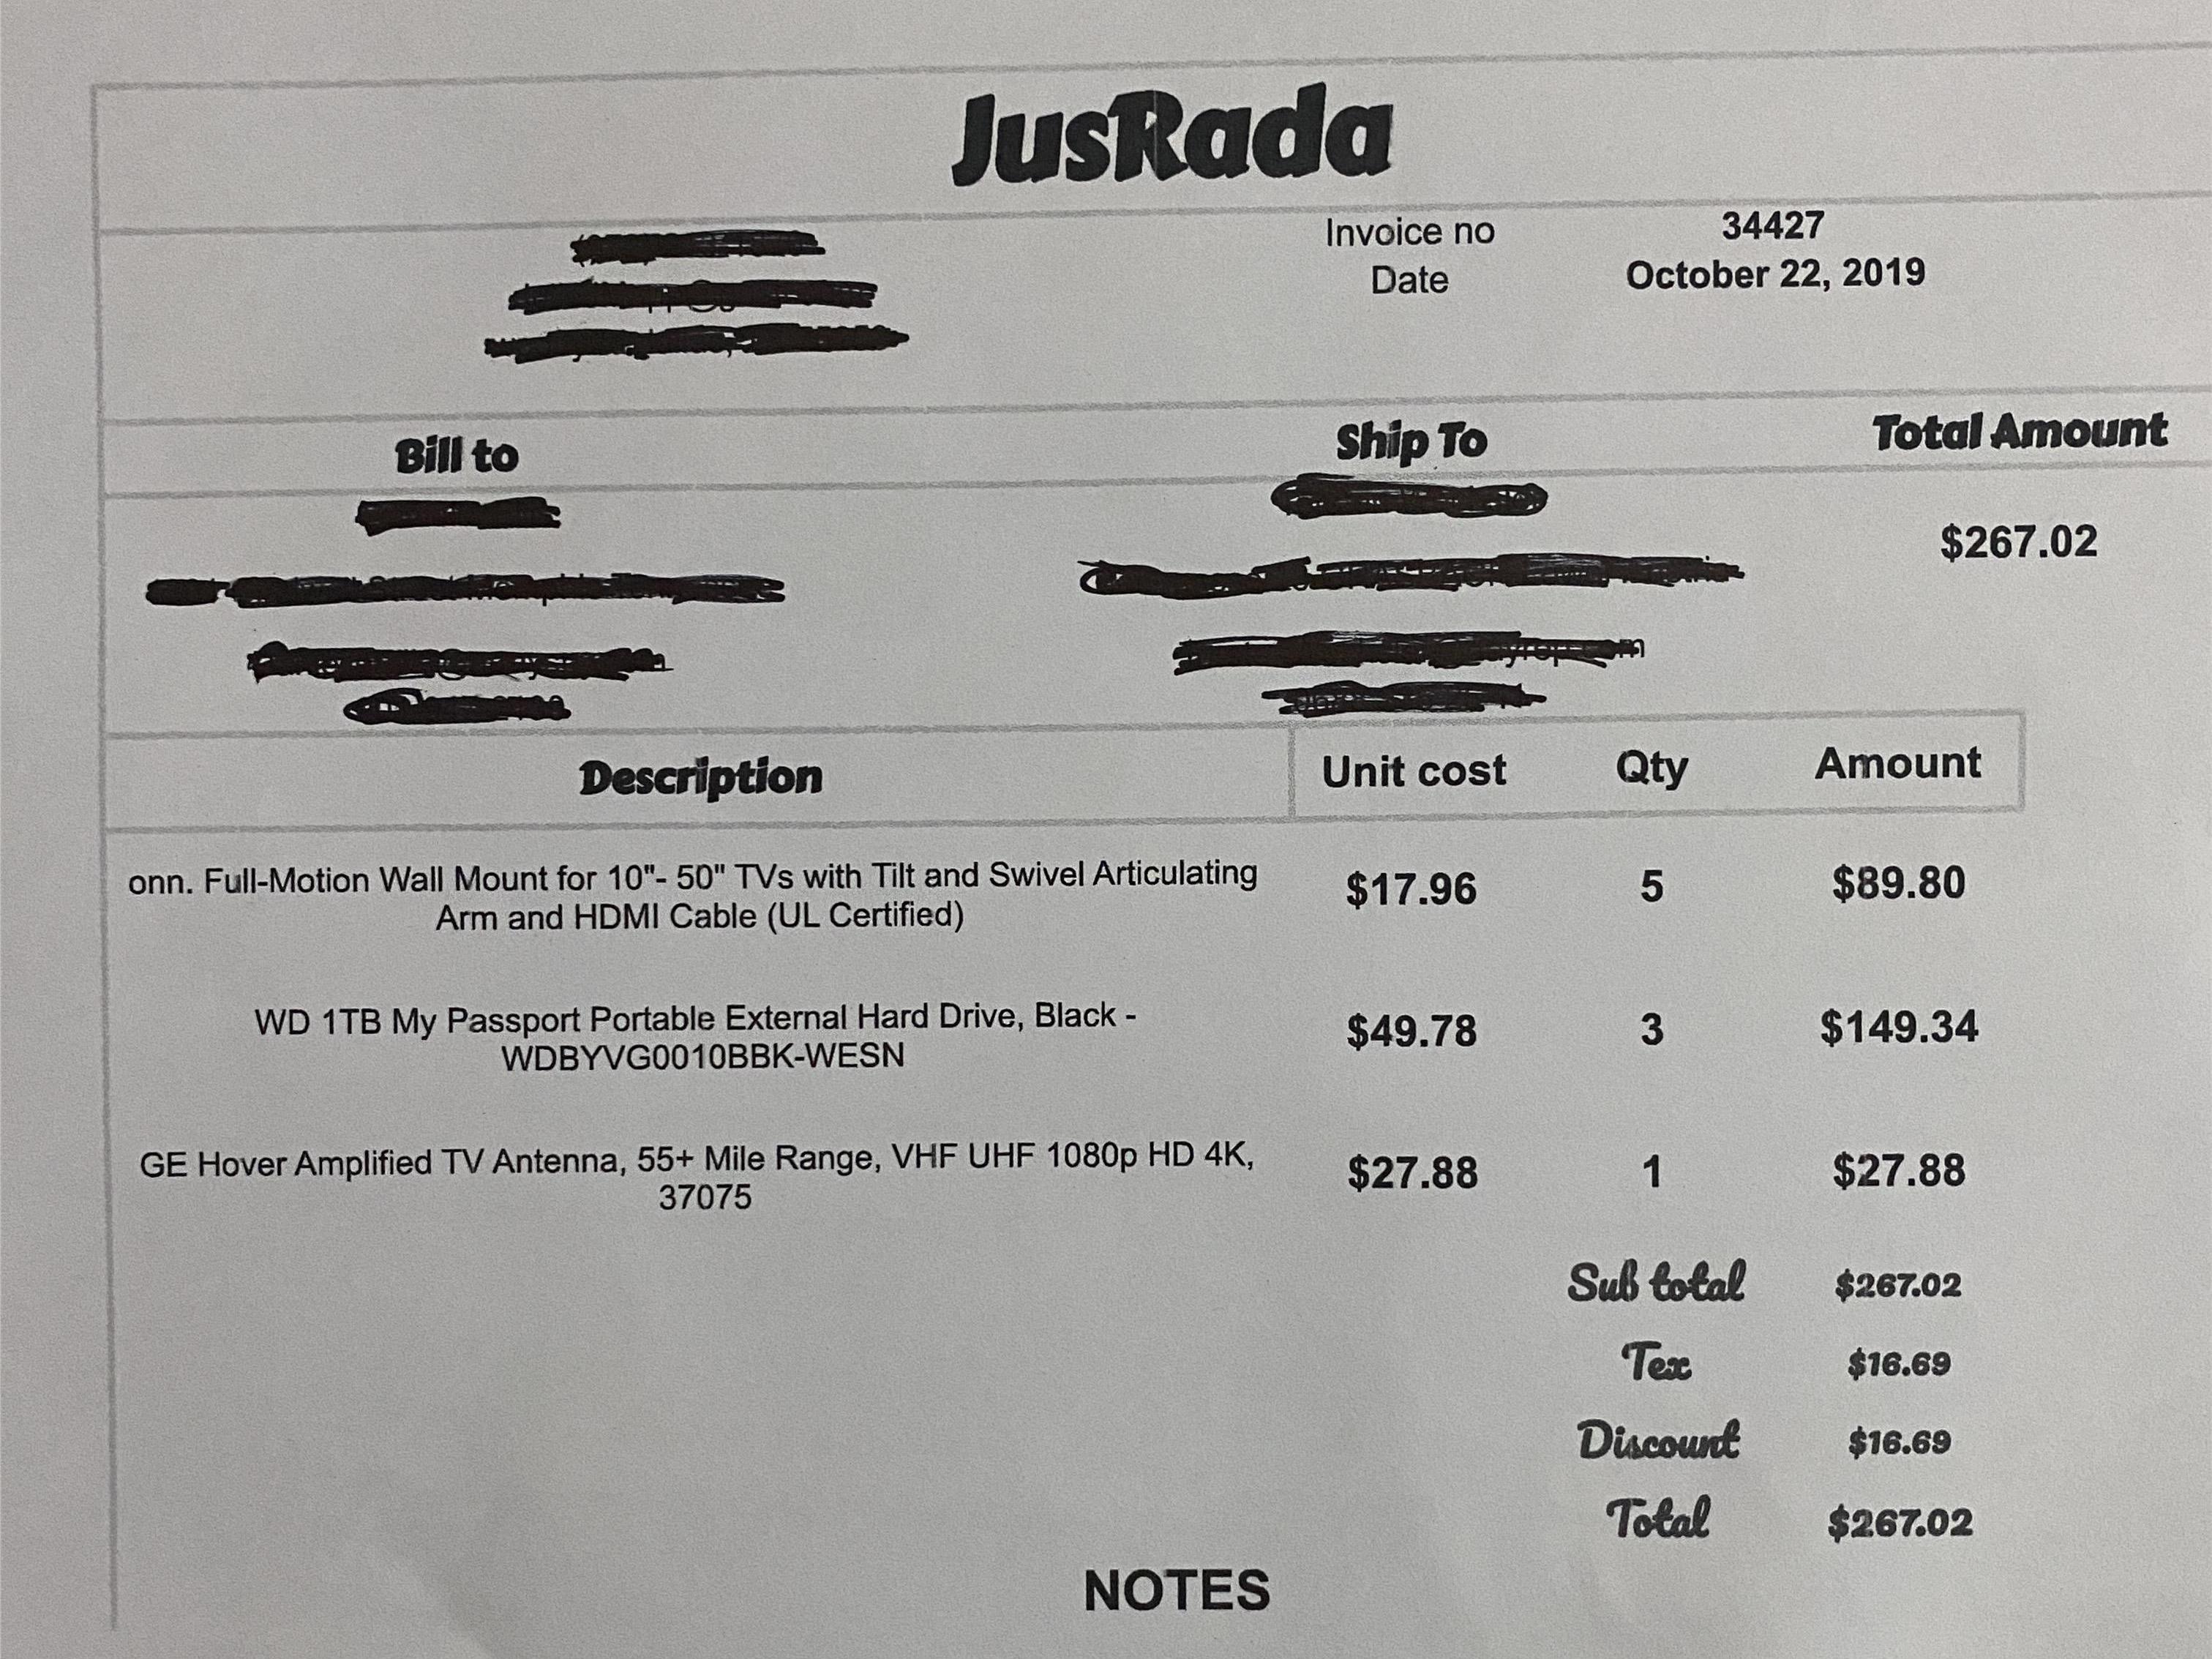 JusRada
Invoice no 34427
Date October 22, 2019
Bill to Ship To Total Amount
$267.02
Description Unit cost Qty Amount
onn. Full-Motion Wall Mount for 10"- 50" TVs with Tilt and Swivel Articulating
Arm and HDMI Cable (UL Certified)
$17.96 5 $89.80
WD 1TB My Passport Portable External Hard Drive, Black -
WDBYVG0010BBK-WESN
$49.78 3 $149.34
GE Hover Amplified TV Antenna, 55+ Mile Range, VHF UHF 1080p HD 4K,
37075
$27.88 1 $27.88
Sub total $267.02
Tex $16.69
Discount $16.69
Total $267.02
NOTES